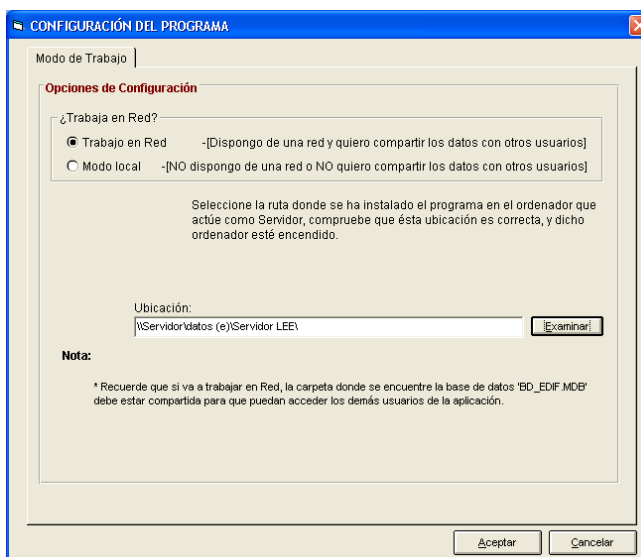 CONFIGURACIÓN DEL PROGRAMA
Modo de Trabajo
Opciones de Configuración
¿Trabaja en Red?
Trabajo en Red -[Dispongo de una red y quiero compartir los datos con otros usuarios]
Modo local -[NO dispongo de una red o NO quiero compartir los datos con otros usuarios]
Seleccione la ruta donde se ha instalado el programa en el ordenador que
actúe como Servidor, compruebe que ésta ubicación es correcta, y dicho
ordenador esté encendido.
Ubicación:
\\Servidor\datos (e)\Servidor LEE\
Examinar
Nota:
* Recuerde que si va a trabajar en Red, la carpeta donde se encuentre la base de datos 'BD_EDIF.MDB'
debe estar compartida para que puedan acceder los demás usuarios de la aplicación.
Aceptar
Cancelar